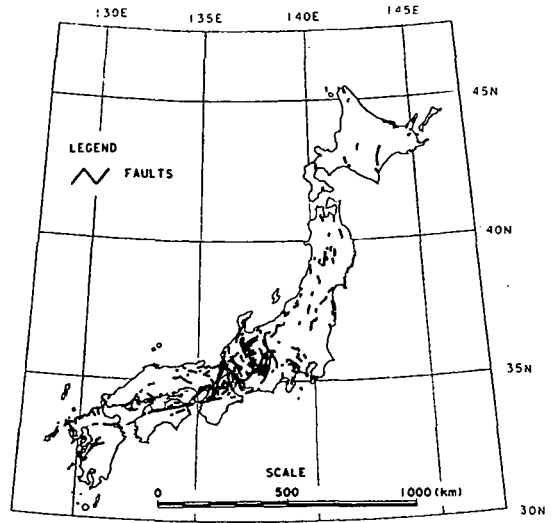 130E 135E 140E 145E
45N
LEGEND
FAULTS
40N
35N
SCALE
0 500 1000 (km)
30N